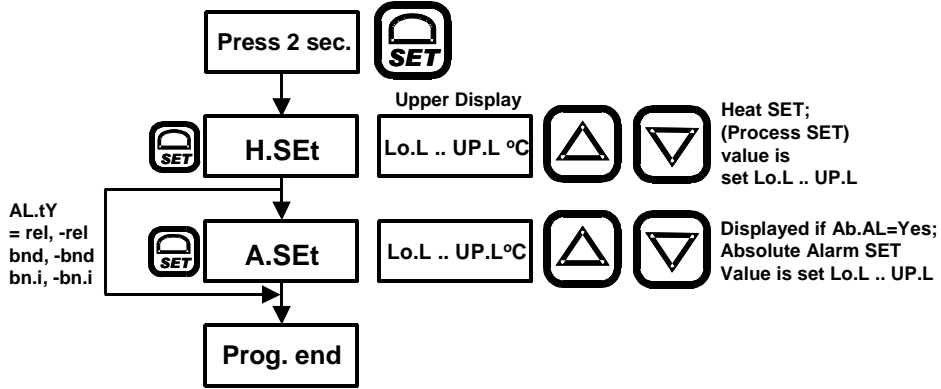 Press 2 sec.
SET
Upper Display
SET
H.SEt
Lo.L .. UP.L ºC
Heat SET;
(Process SET)
value is
set Lo.L .. UP.L
AL.tY
= rel, -rel
bnd, -bnd
bn.i, -bn.i
SET
A.SEt
Lo.L .. UP.LºC
Displayed if Ab.AL=Yes;
Absolute Alarm SET
Value is set Lo.L .. UP.L
Prog. end